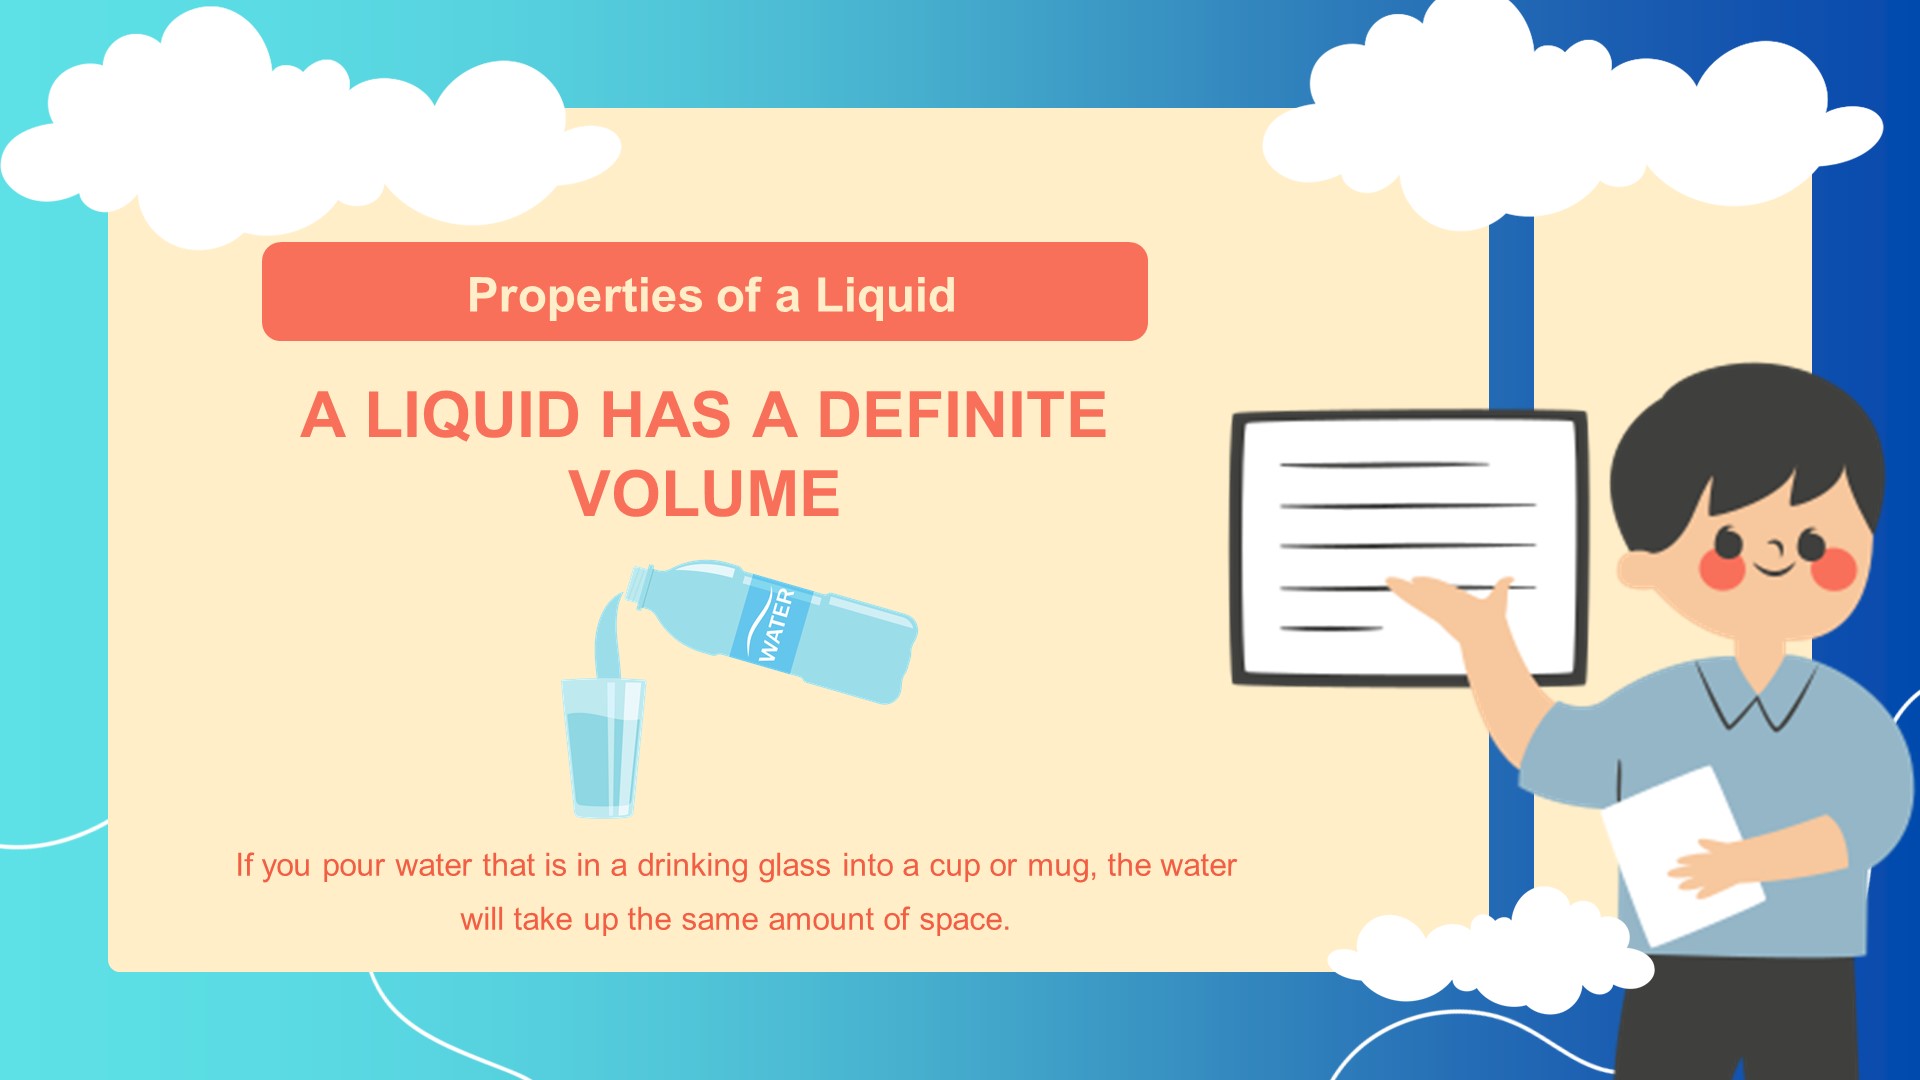 Properties of a Liquid
A LIQUID HAS A DEFINITE
VOLUME
WATER
If you pour water that is in a drinking glass into a cup or mug, the water
will take up the same amount of space.